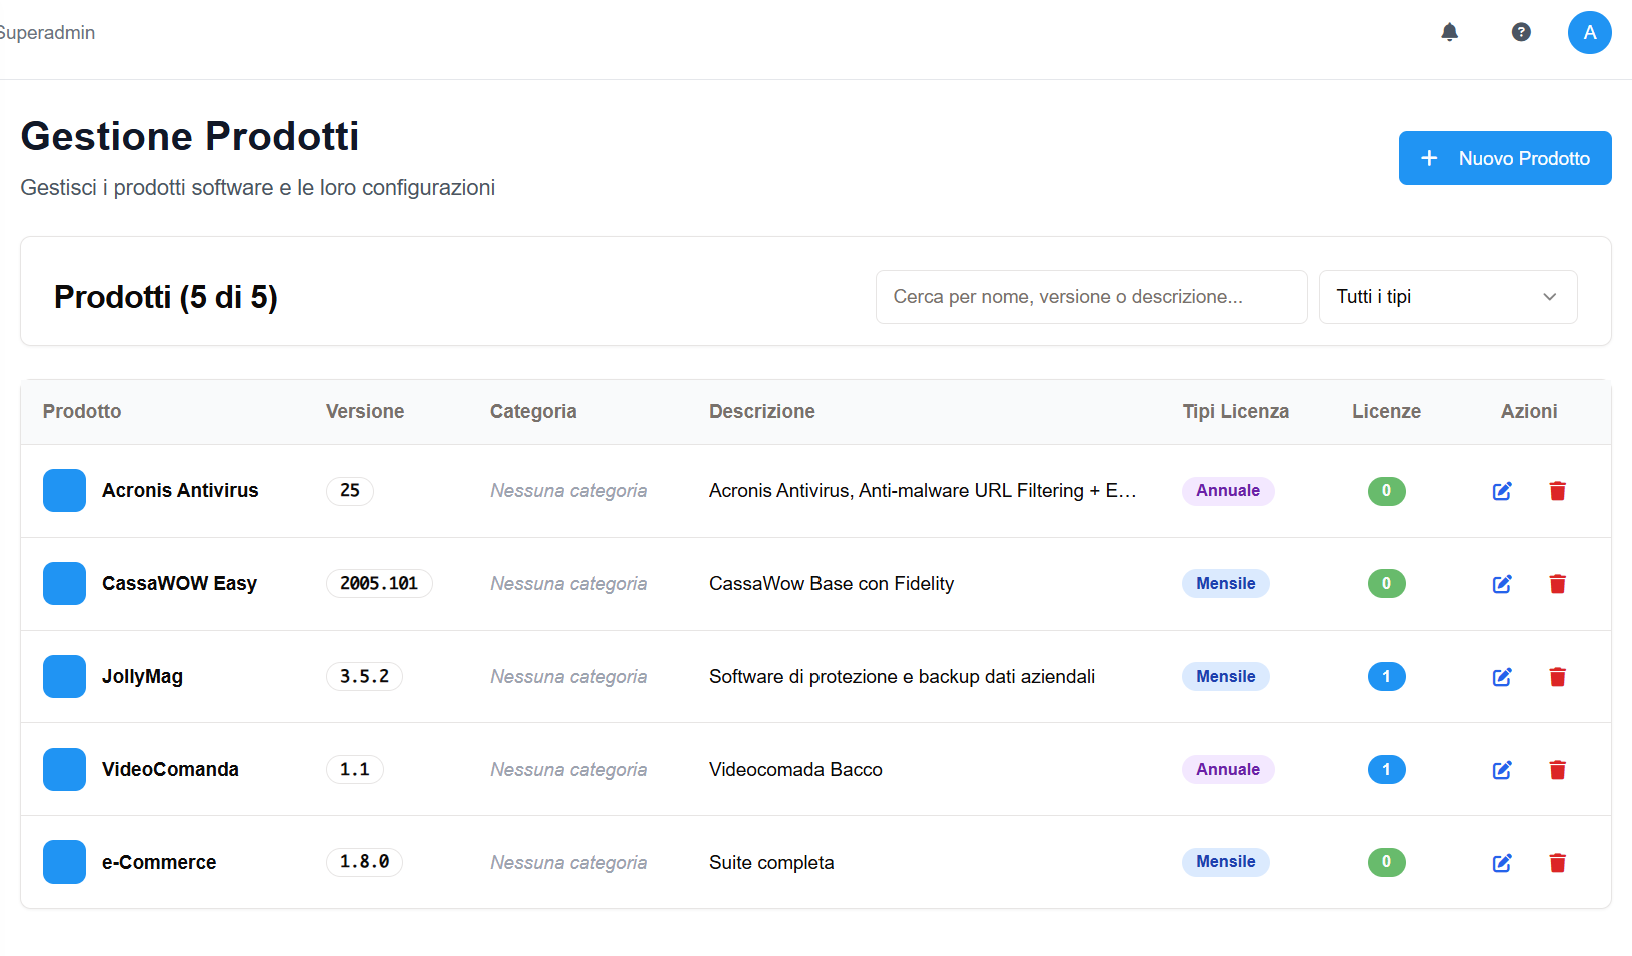 Superadmin
?
A
Gestione Prodotti
Gestisci i prodotti software e le loro configurazioni
+ Nuovo Prodotto
Prodotti (5 di 5)
Cerca per nome, versione o descrizione...
Tutti i tipi
Prodotto Versione Categoria Descrizione Tipi Licenza Licenze Azioni
Acronis Antivirus 25 Nessuna categoria Acronis Antivirus, Anti-malware URL Filtering + E... Annuale 0
CassaWOW Easy 2005.101 Nessuna categoria CassaWow Base con Fidelity Mensile 0
JollyMag 3.5.2 Nessuna categoria Software di protezione e backup dati aziendali Mensile 1
VideoComanda 1.1 Nessuna categoria Videocomada Bacco Annuale 1
e-Commerce 1.8.0 Nessuna categoria Suite completa Mensile 0